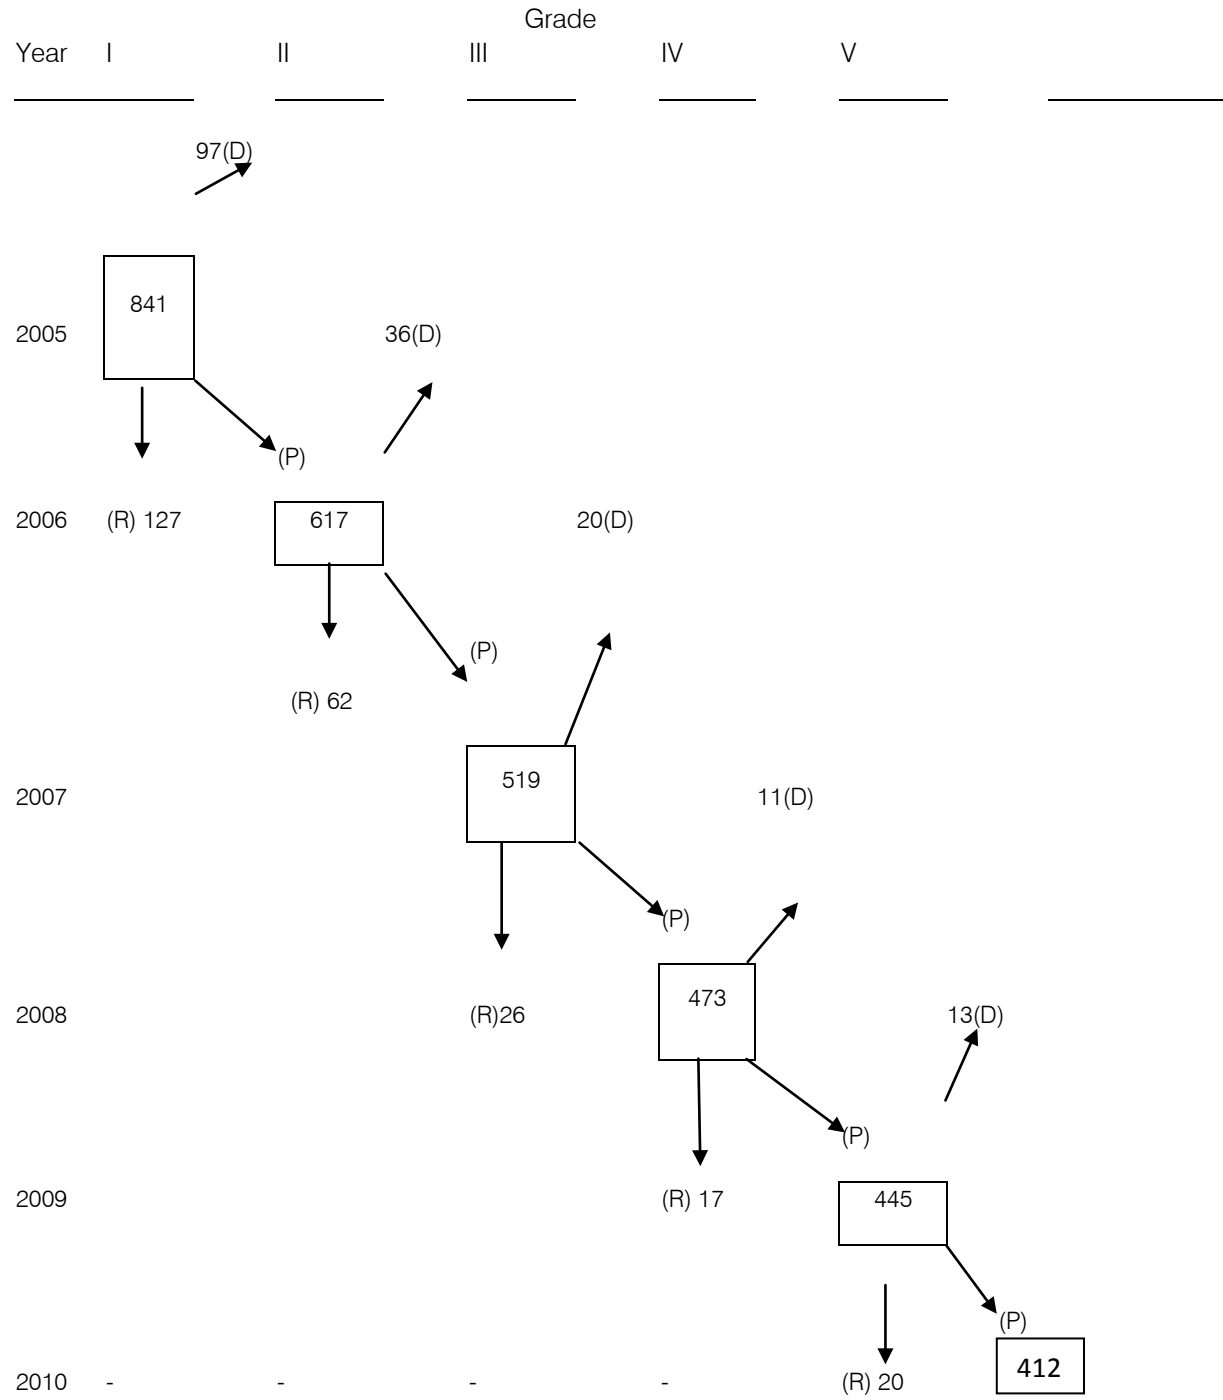 Grade
Year I II III IV V
97(D)
841
2005 36(D)
(P)
2006 (R) 127 617 20(D)
(P)
(R) 62
519
2007 11(D)
(P)
473
2008 (R)26 13(D)
(P)
2009 (R) 17 445
(P)
412
2010 - - - - (R) 20